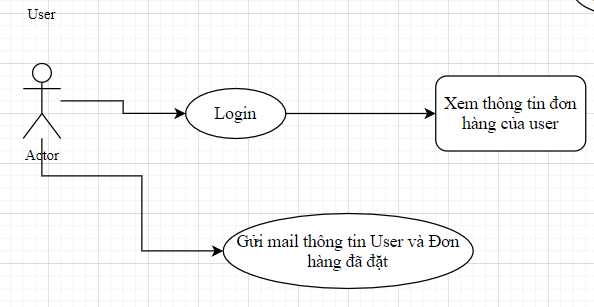 User
Actor
Login
Xem thông tin đơn
hàng của user
Gửi mail thông tin User và Đơn
hàng đã đặt